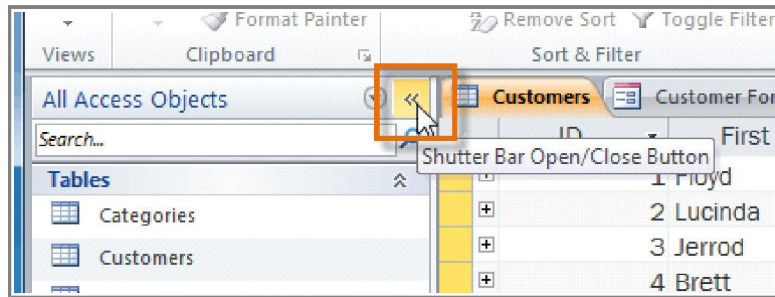 Format Painter
Remove Sort Toggle Filter
Views Clipboard Sort & Filter
All Access Objects « Customers Customer For
Search... ID First
Shutter Bar Open/Close Button
Tables 1 Floyd
Categories 2 Lucinda
Customers 3 Jerrod
4 Brett